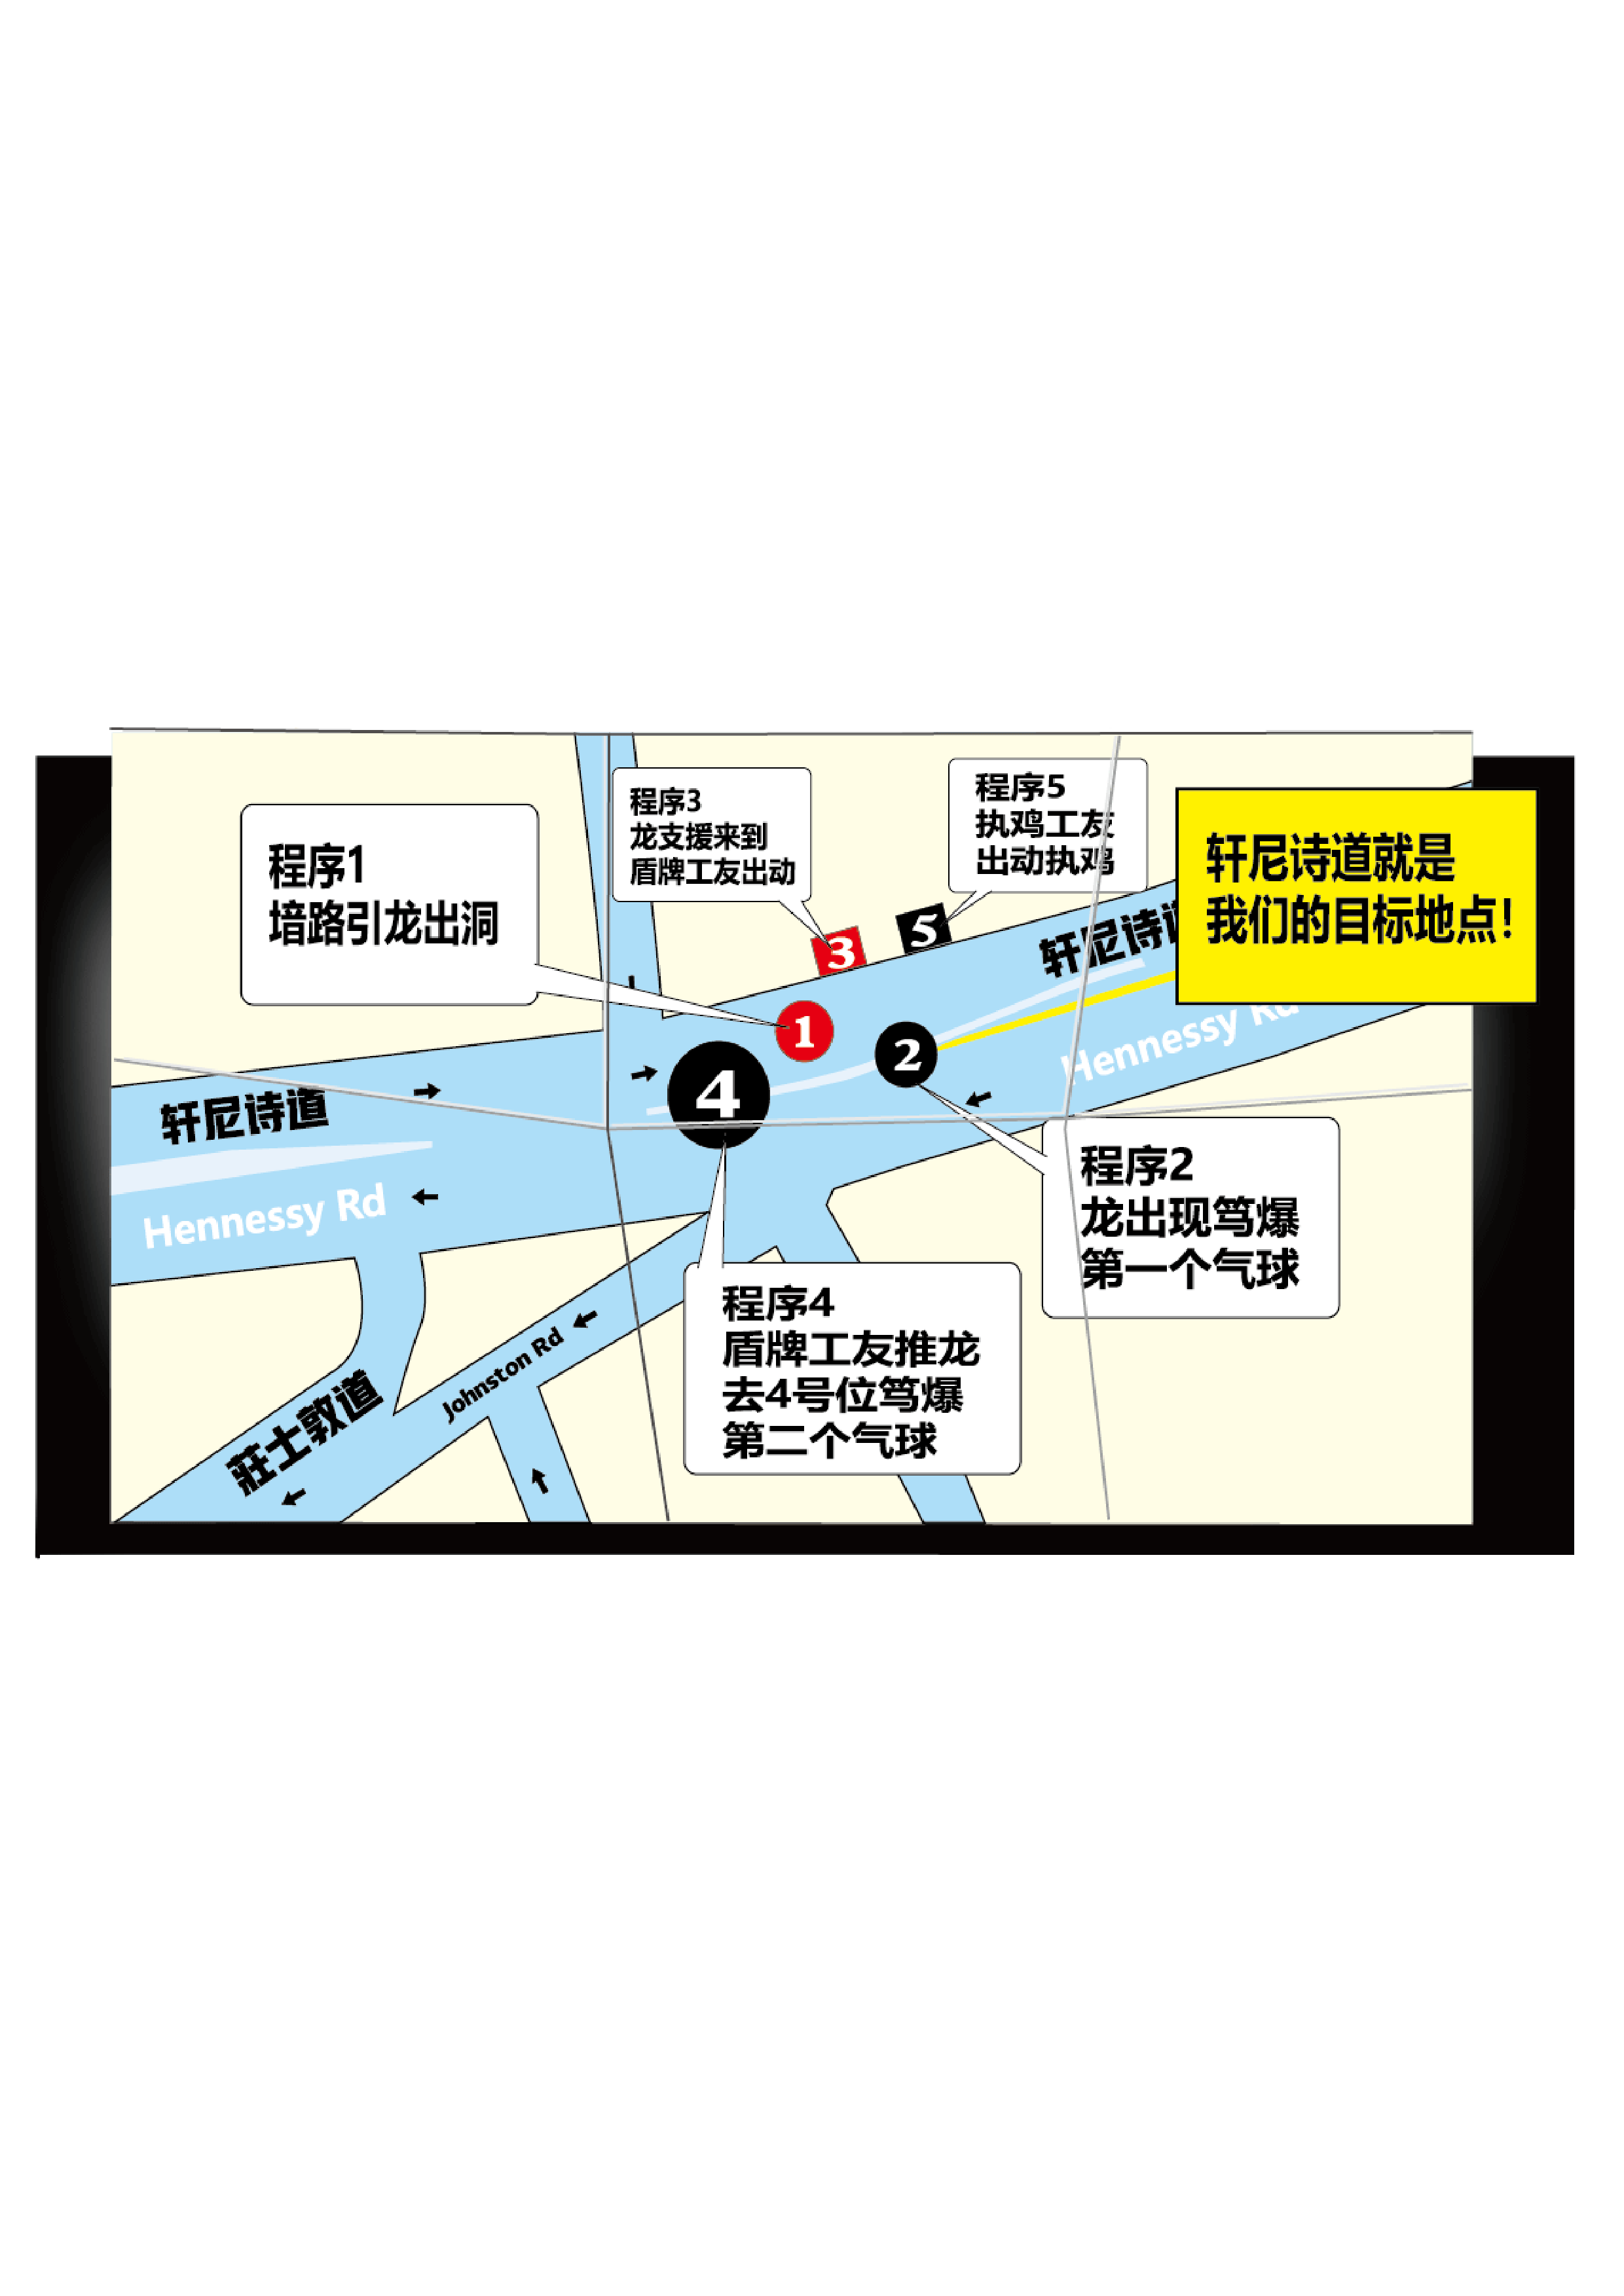 程序1
堷路引龙出洞
程序3
龙支援来到
盾牌工友出动
程序5
执鸡工友
出动执鸡
轩尼诗道就是
我们的目标地点!
3
5
轩尼诗道
1
2
Hennessy Rd
4
轩尼诗道
Hennessy Rd
程序2
龙出现笃爆
第一个气球
程序4
盾牌工友推龙
去4号位笃爆
第二个气球
Johnston Rd
莊士敦道